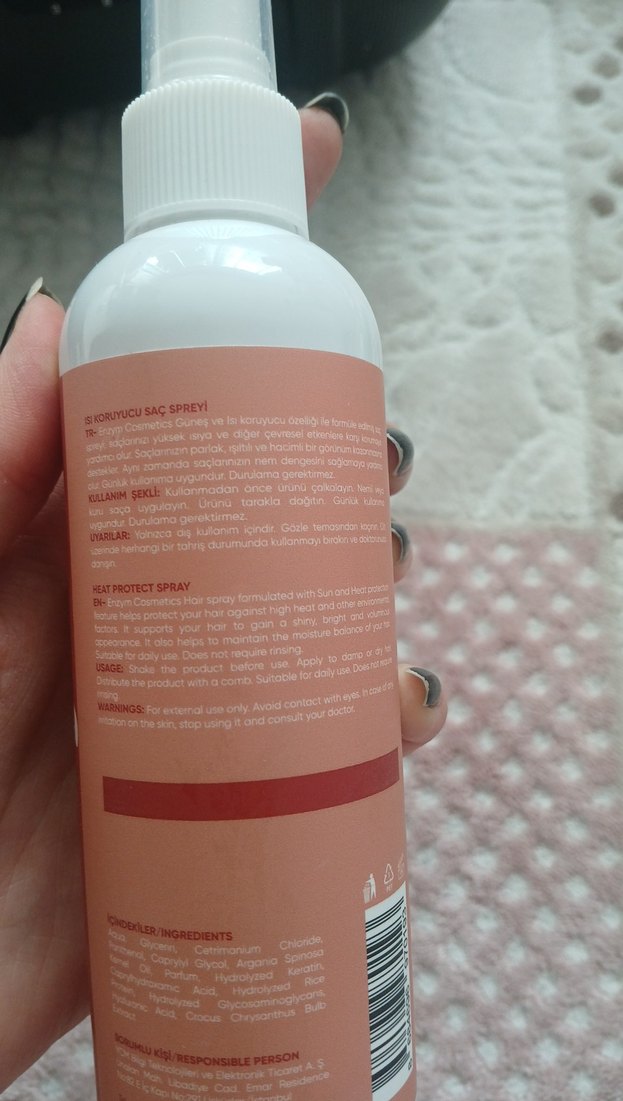 ISI KORUYUCU SAÇ SPREYİ
TR- Enzym Cosmetics Güneş ve Isı koruyucu özelliği ile formüle edilmiş saç
spreyi saçlarınızı yüksek ısıya ve diğer çevresel etkenlere karşı korumaya
yardımcı olur. Saçlarınızın parlak, ışıltılı ve hacimli bir görünüm kazanmasını
destekler. Aynı zamanda saçlarınızın nem dengesini sağlamaya yardımcı
olur. Günlük kullanıma uygundur. Durulama gerektirmez.
KULLANIM ŞEKLİ: Kullanmadan önce ürünü çalkalayın. Nemli veya
kuru saça uygulayın. Ürünü tarakla dağıtın. Günlük kullanıma
uygundur. Durulama gerektirmez.
UYARILAR: Yalnızca dış kullanım içindir. Gözle temasından kaçının. Cilt
üzerinde herhangi bir tahriş durumunda kullanmayı bırakın ve doktorunuza
danışın.
HEAT PROTECT SPRAY
EN- Enzym Cosmetics Hair spray formulated with Sun and Heat protection
feature helps protect your hair against high heat and other environmental
factors. It supports your hair to gain a shiny, bright and voluminous
appearance. It also helps to maintain the moisture balance of your hair.
Suitable for daily use. Does not require rinsing.
USAGE: Shake the product before use. Apply to damp or dry hair.
Distribute the product with a comb. Suitable for daily use. Does not require
rinsing.
WARNINGS: For external use only. Avoid contact with eyes. In case of any
irritation on the skin, stop using it and consult your doctor.
PET
İÇİNDEKİLER/INGREDIENTS
Aqua, Glycerin, Cetrimonium Chloride,
Panthenol, Caprylyl Glycol, Argania Spinosa
Kernel Oil, Parfum, Hydrolyzed Keratin,
Caprylhydroxamic Acid, Hydrolyzed Rice
Protein, Hydrolyzed Glycosaminoglycans,
Hyaluronic Acid, Crocus Chrysanthus Bulb
Extract.
SORUMLU KİŞİ/RESPONSIBLE PERSON
Bilgi Teknolojileri ve Elektronik Ticaret A. Ş.
Ünalan Mah. Libadiye Cad. Emar Residence
No:82 E İç Kapı No: